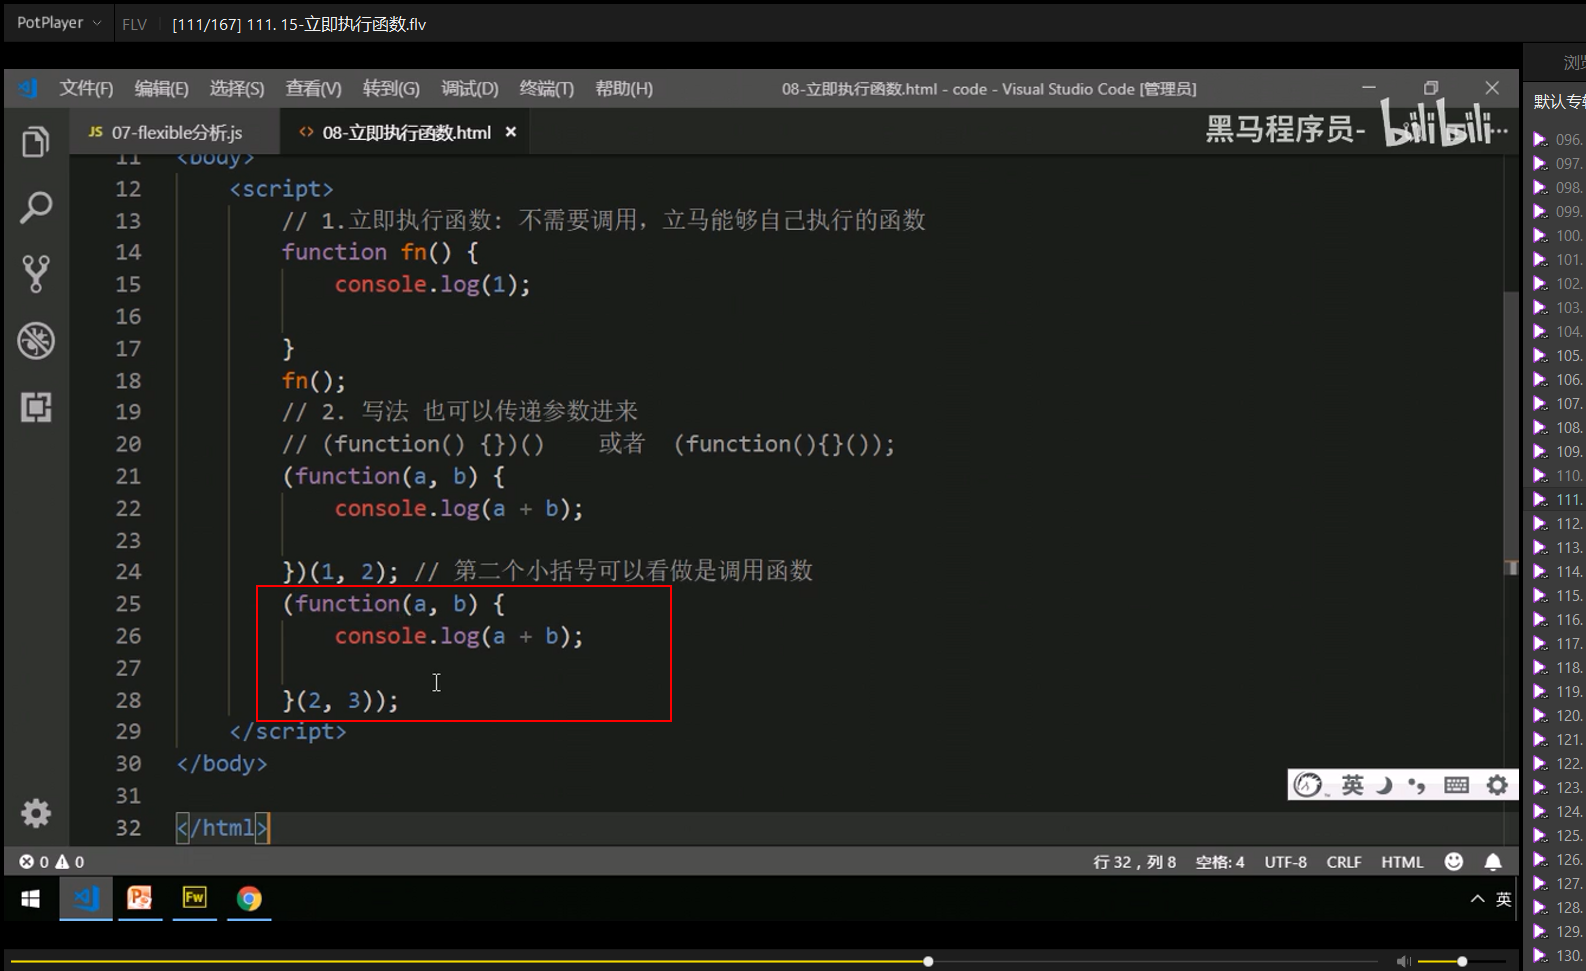 PotPlayer FLV [111/167] 111. 15-立即执行函数.flv
浏览
文件(F) 编辑(E) 选择(S) 查看(V) 转到(G) 调试(D) 终端(T) 帮助(H) 08-立即执行函数.html - code - Visual Studio Code [管理员]
默认专辑
JS 07-flexible分析.js <> 08-立即执行函数.html ×
黑马程序员- bilibili
11 <body>
12 <script>
13 // 1.立即执行函数: 不需要调用，立马能够自己执行的函数
14 function fn() {
15 console.log(1);
16
17 }
18 fn();
19 // 2. 写法 也可以传递参数进来
20 // (function() {})() 或者 (function(){}());
21 (function(a, b) {
22 console.log(a + b);
23
24 })(1, 2); // 第二个小括号可以看做是调用函数
25 (function(a, b) {
26 console.log(a + b);
27
28 }(2, 3));
29 </script>
30 </body>
31
32 </html>
096.
097.
098.
099.
100.
101.
102.
103.
104.
105.
106.
107.
108.
109.
110.
111.
112.
113.
114.
115.
116.
117.
118.
119.
120.
121.
122.
123.
124.
125.
126.
127.
128.
129.
130.
英
0 0 行 32，列 8 空格: 4 UTF-8 CRLF HTML
Fw
英